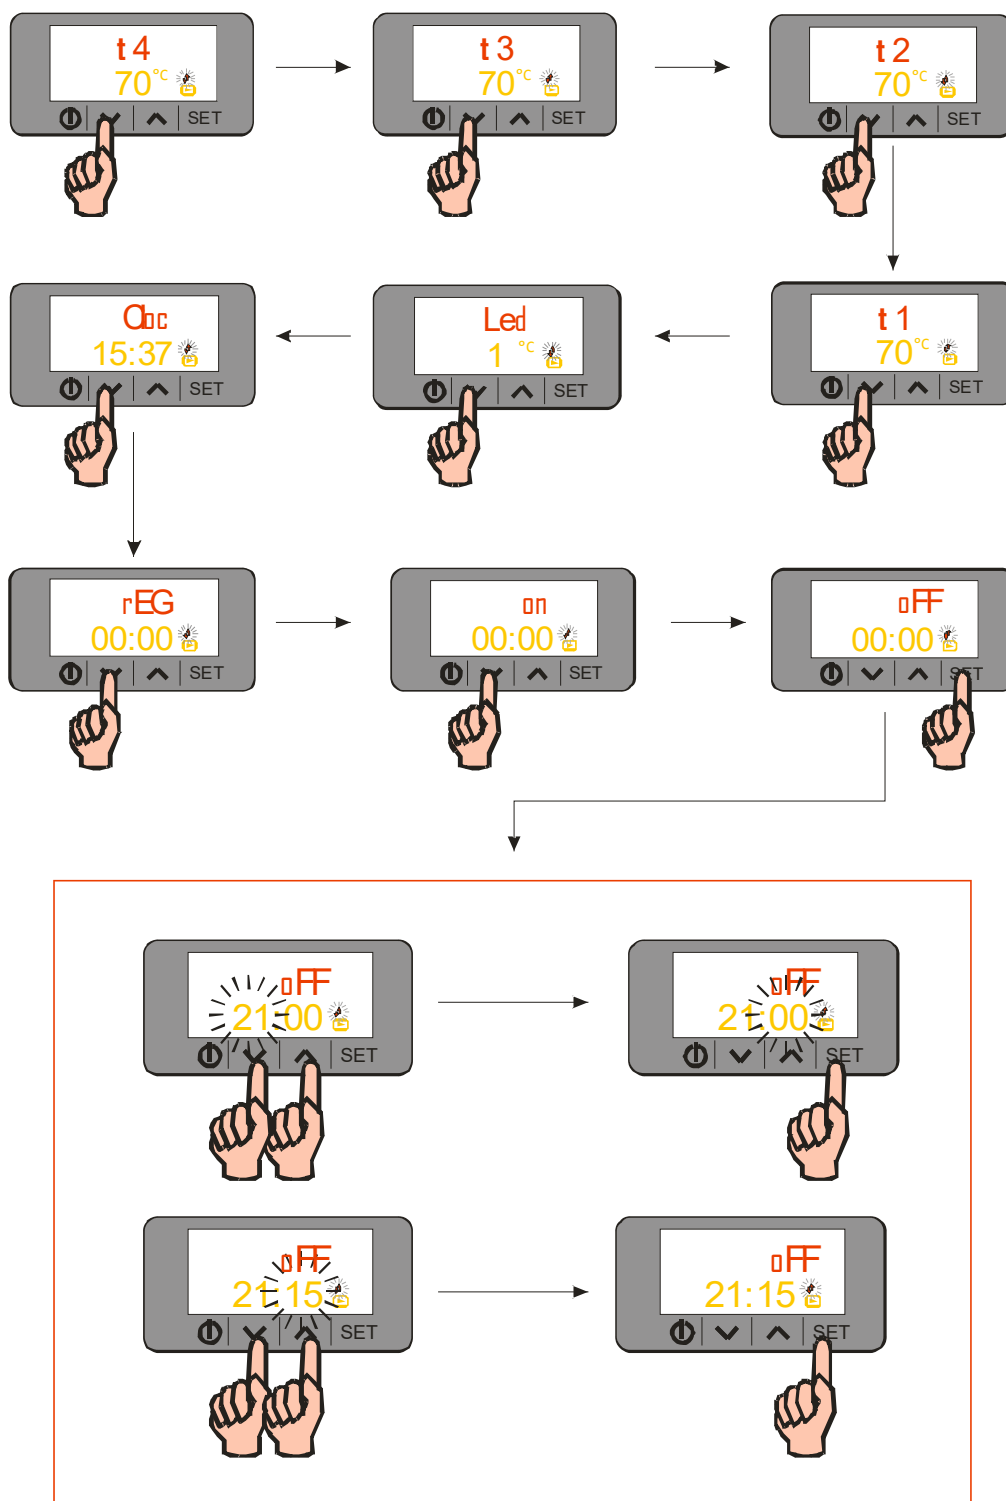 t 4
70°C
SET
t 3
70°C
SET
t 2
70°C
SET
Cloc
15:37
SET
Led
1 °C
SET
t 1
70°C
SET
rEG
00:00
SET
on
00:00
SET
oFF
00:00
SET
oFF
21:00
SET
oFF
21:00
SET
oFF
21:15
SET
oFF
21:15
SET